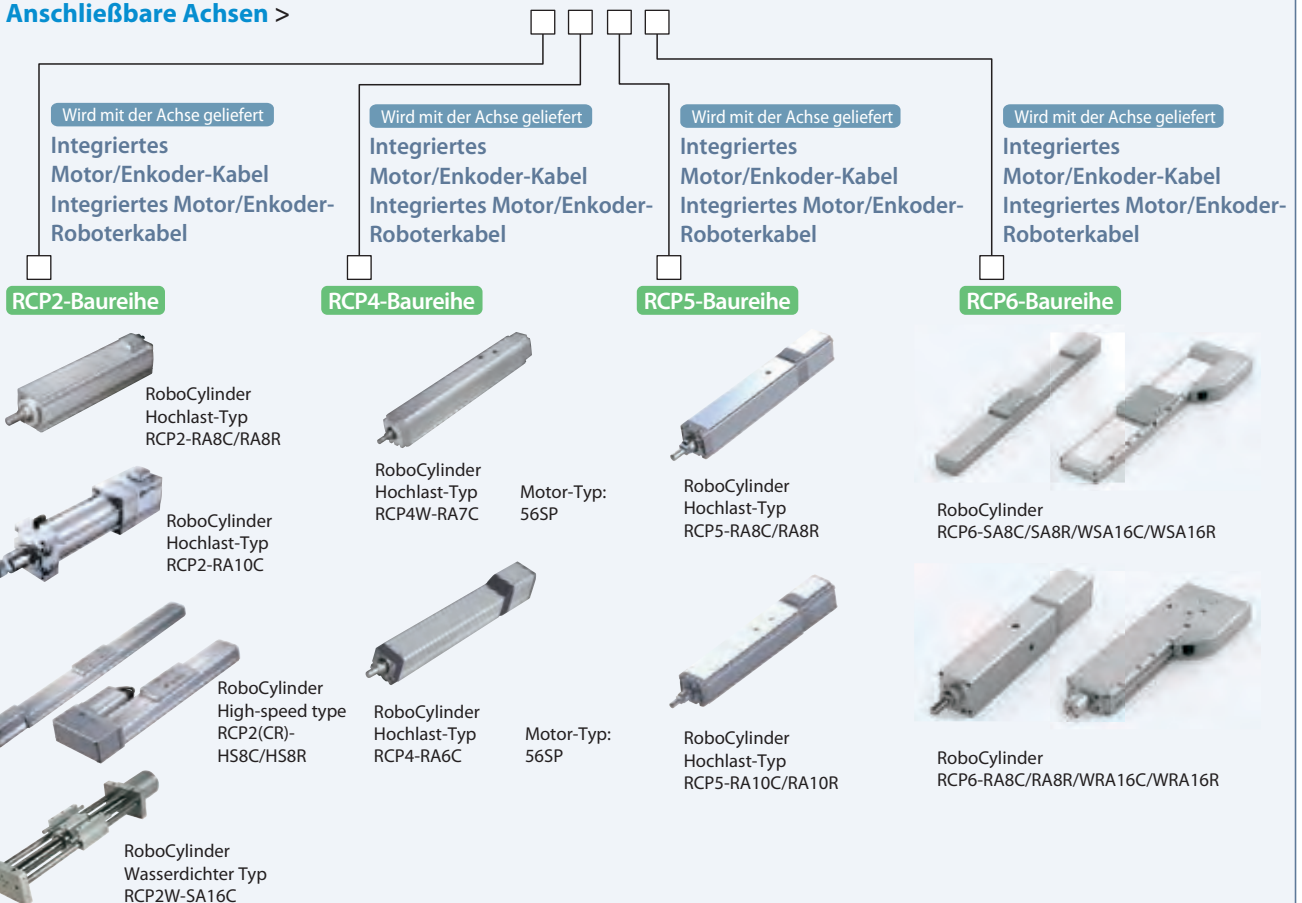 Anschließbare Achsen >
Wird mit der Achse geliefert
Integriertes
Motor/Enkoder-Kabel
Integriertes Motor/Enkoder-
Roboterkabel
RCP2-Baureihe
RoboCylinder
Hochlast-Typ
RCP2-RA8C/RA8R
RoboCylinder
Hochlast-Typ
RCP2-RA10C
RoboCylinder
High-speed type
RCP2(CR)-
HS8C/HS8R
RoboCylinder
Wasserdichter Typ
RCP2W-SA16C
Wird mit der Achse geliefert
Integriertes
Motor/Enkoder-Kabel
Integriertes Motor/Enkoder-
Roboterkabel
RCP4-Baureihe
RoboCylinder
Hochlast-Typ
RCP4W-RA7C
Motor-Typ:
56SP
RoboCylinder
Hochlast-Typ
RCP4-RA6C
Motor-Typ:
56SP
Wird mit der Achse geliefert
Integriertes
Motor/Enkoder-Kabel
Integriertes Motor/Enkoder-
Roboterkabel
RCP5-Baureihe
RoboCylinder
Hochlast-Typ
RCP5-RA8C/RA8R
RoboCylinder
Hochlast-Typ
RCP5-RA10C/RA10R
Wird mit der Achse geliefert
Integriertes
Motor/Enkoder-Kabel
Integriertes Motor/Enkoder-
Roboterkabel
RCP6-Baureihe
RoboCylinder
RCP6-SA8C/SA8R/WSA16C/WSA16R
RoboCylinder
RCP6-RA8C/RA8R/WRA16C/WRA16R